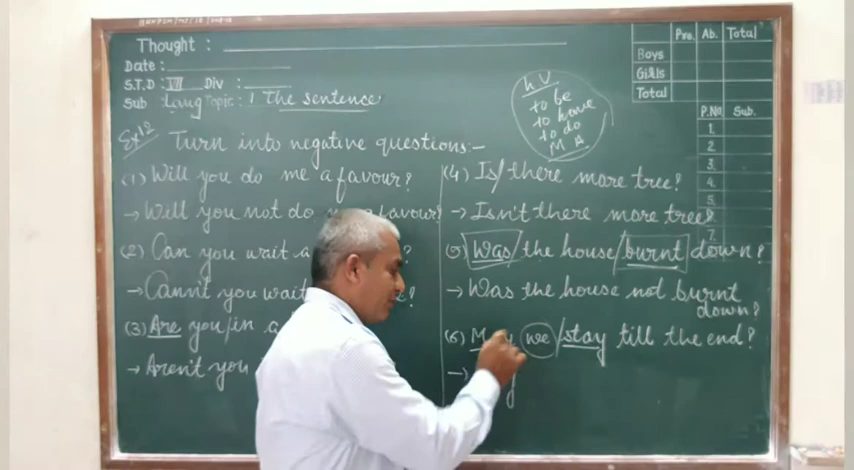 Thought :
Date :
S.T.D : VII Div :
Sub : Lang Topic : 1 The sentence
Pre. Ab. Total
Boys
Girls
Total
P.No Sub.
1.
2.
3.
4.
5.
6.
7.
H V
to be
to have
to do
M A.
Ex 12 Turn into negative questions:-
(1) Will you do me a favour?
→ Will you not do a favour?
(2) Can you wait a ?
→ Cann't you wait ?
(3) Are you in a
→ Aren't you
(4) Is there more tree?
→ Isn't there more tree?
(5) Was the house burnt down?
→ Was the house not burnt
down?
(6) we stay till the end?